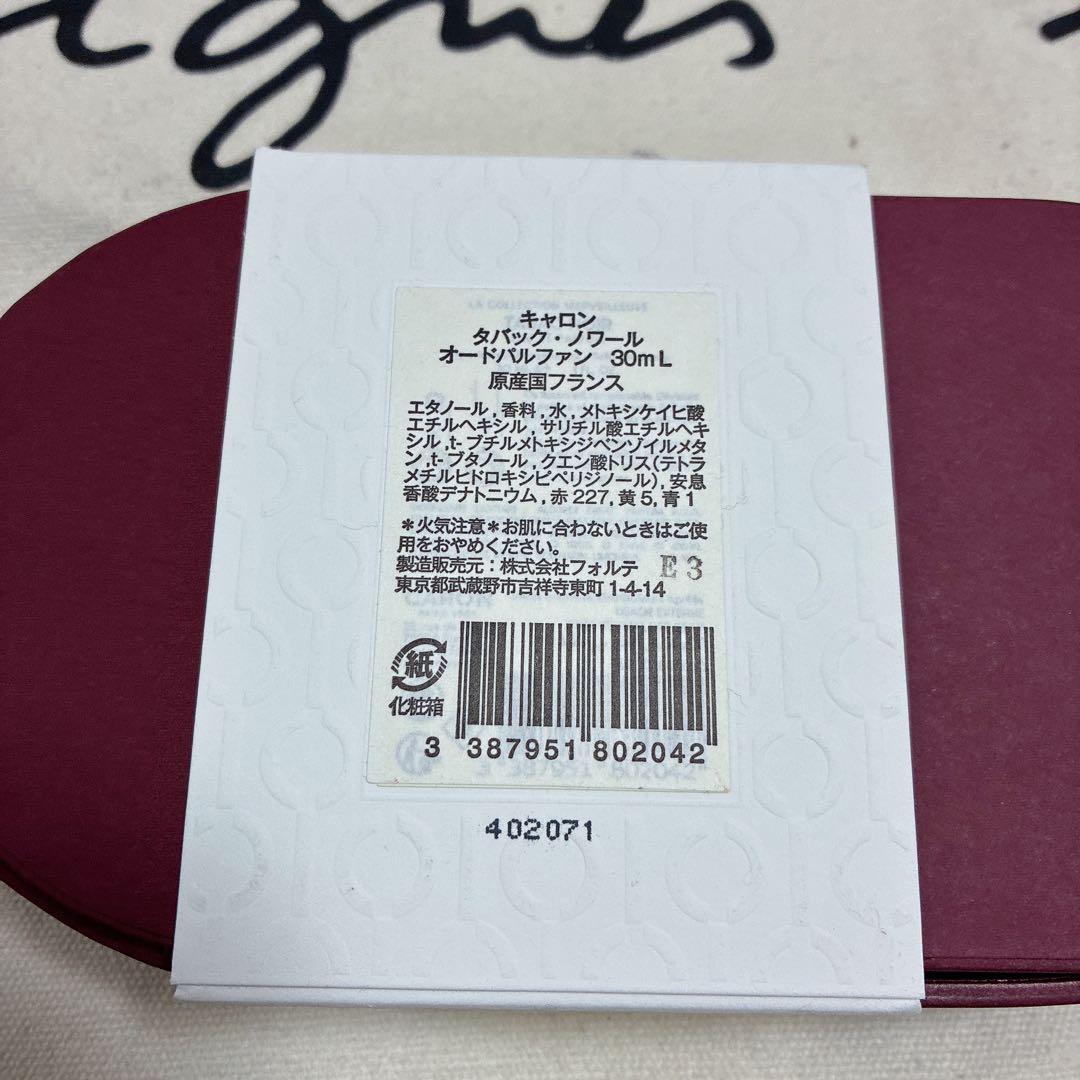 agnes
キャロン
タバック・ノワール
オードパルファン 30mL
原産国フランス
エタノール,香料,水,メトキシケイヒ酸
エチルヘキシル,サリチル酸エチルヘキ
シル,t-ブチルメトキシジベンゾイルメタ
ン,t-ブタノール,クエン酸トリス(テトラ
メチルヒドロキシピペリジノール),安息
香酸デナトニウム,赤227,黄5,青1
*火気注意*お肌に合わないときはご使
用をおやめください。
製造販売元：株式会社フォルテ E3
東京都武蔵野市吉祥寺東町1-4-14
紙
化粧箱
3 387951 802042
402071